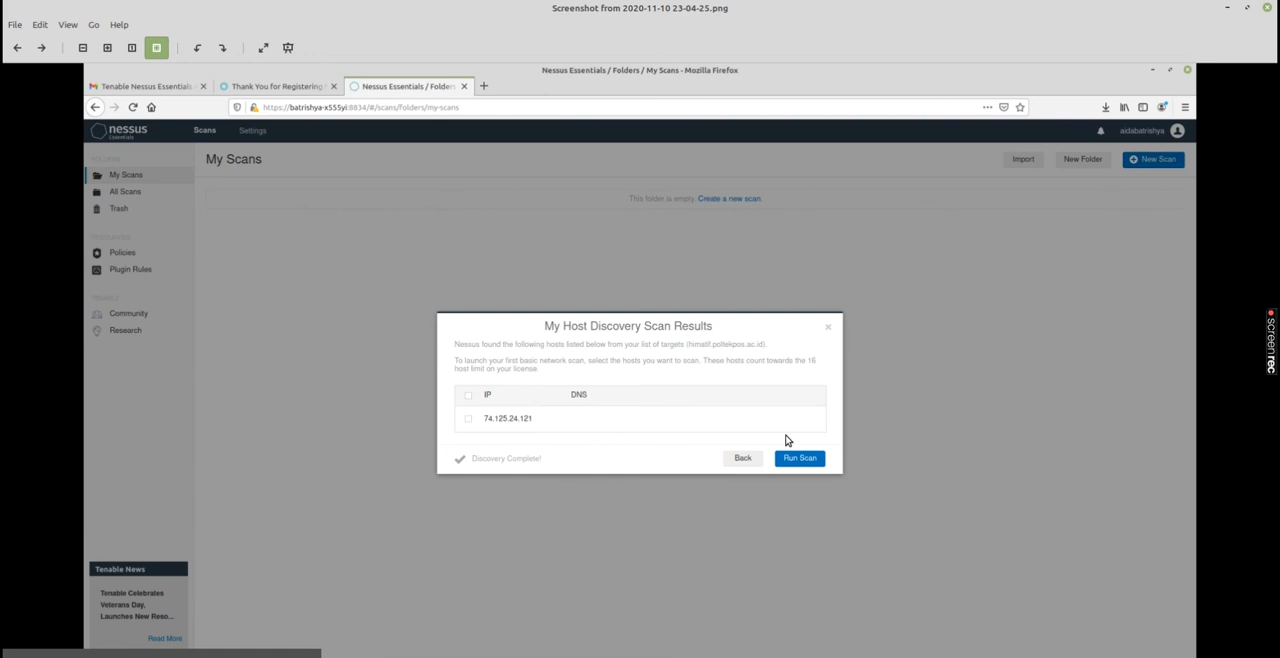 Screenshot from 2020-11-10 23-04-25.png
File Edit View Go Help
Nessus Essentials / Folders / My Scans - Mozilla Firefox
Tenable Nessus Essentials
Thank You for Registering
Nessus Essentials / Folders
https://batrishya-x555yi:8834/#/scans/folders/my-scans
nessus
Essentials
Scans
Settings
aidabatrishya
FOLDERS
My Scans
All Scans
Trash
My Scans
Import
New Folder
New Scan
This folder is empty. Create a new scan.
RESOURCES
Policies
Plugin Rules
TENABLE
Community
Research
My Host Discovery Scan Results
Nessus found the following hosts listed below from your list of targets (himatif.poltekpos.ac.id).
To launch your first basic network scan, select the hosts you want to scan. These hosts count towards the 16
host limit on your license.
IP DNS
74.125.24.121
Discovery Complete!
Back
Run Scan
Tenable News
Tenable Celebrates
Veterans Day,
Launches New Reso...
Read More
screenrec